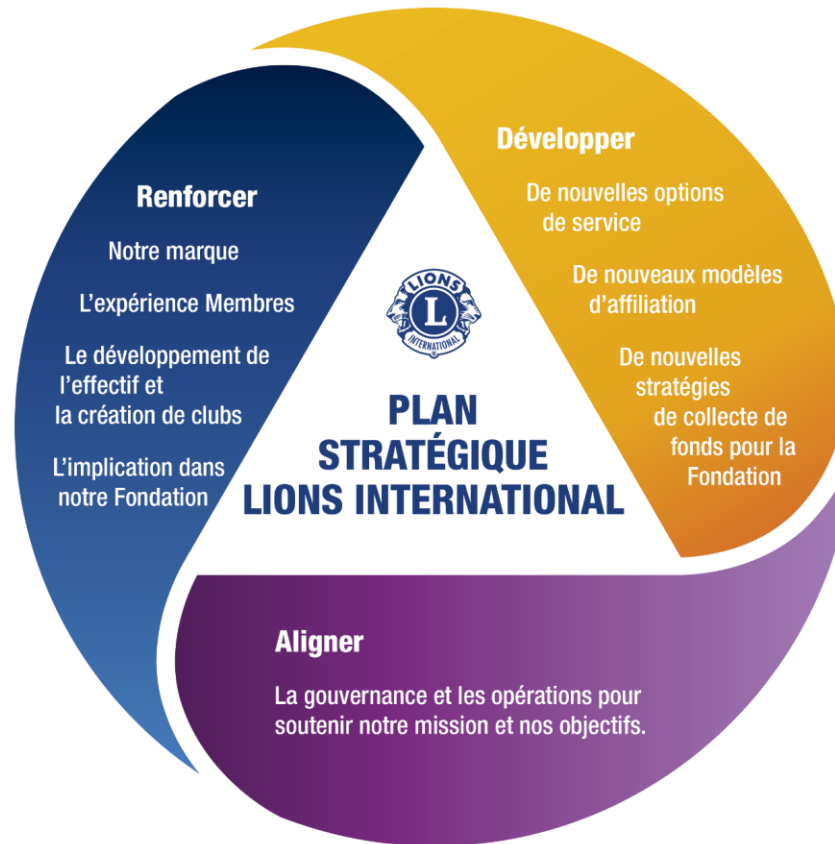 Renforcer
Notre marque
L'expérience Membres
Le développement de
l'effectif et
la création de clubs
L'implication dans
notre Fondation
Développer
De nouvelles options
de service
De nouveaux modèles
d'affiliation
De nouvelles
stratégies
de collecte de
fonds pour la
Fondation
LIONS
L
INTERNATIONAL
PLAN
STRATÉGIQUE
LIONS INTERNATIONAL
Aligner
La gouvernance et les opérations pour
soutenir notre mission et nos objectifs.